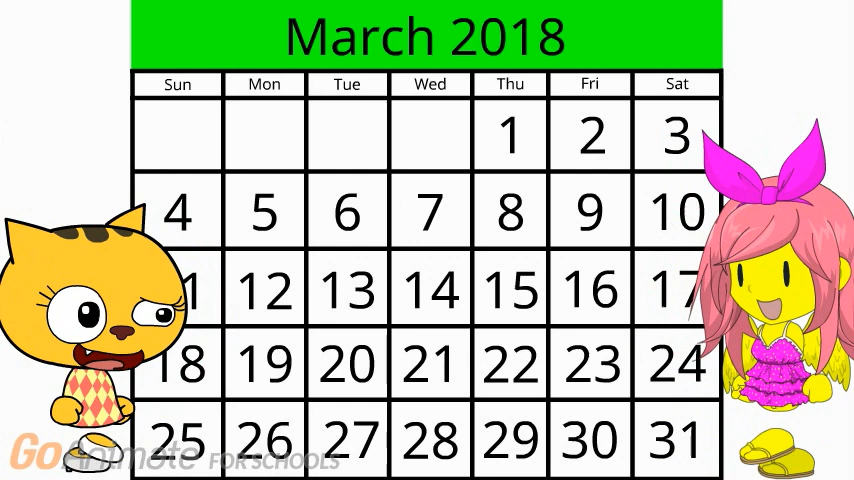 March 2018
Sun Mon Tue Wed Thu Fri Sat
1 2 3
4 5 6 7 8 9 10
11 12 13 14 15 16 17
18 19 20 21 22 23 24
25 26 27 28 29 30 31
GoAnimate FOR SCHOOLS